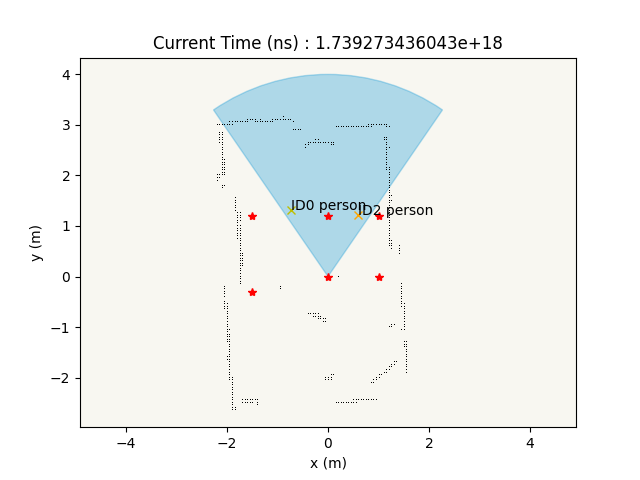 Current Time (ns) : 1.739273436043e+18
y (m)
4
3
2
1
0
−1
−2
ID0 person
ID2 person
−4
−2
0
2
4
x (m)